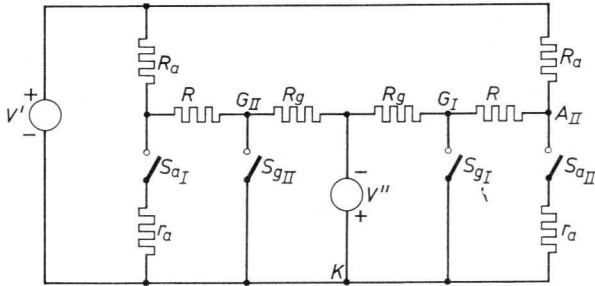 R_a
R_a
+
V'
−
R
G_II
R_g
R_g
G_I
R
A_II
S_aI
S_gII
−
V''
+
S_gI
S_aII
r_a
r_a
K